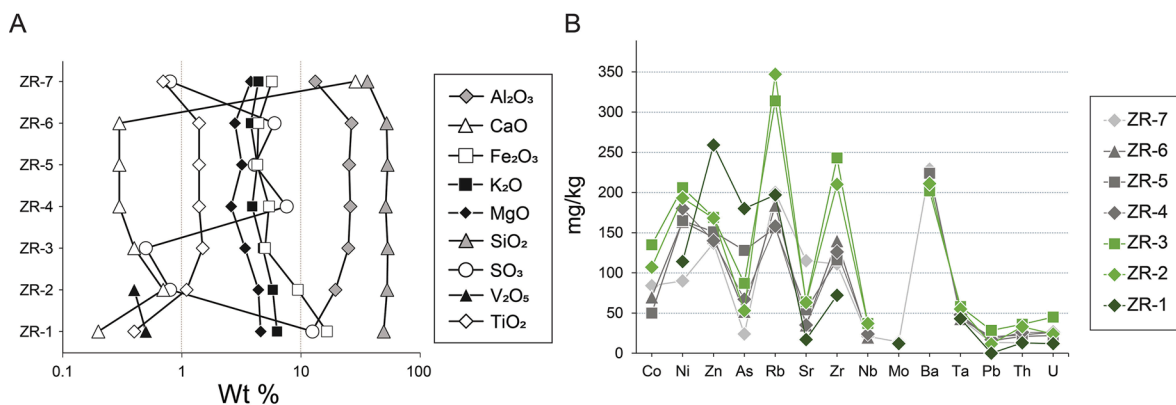 A
ZR-7
ZR-6
ZR-5
ZR-4
ZR-3
ZR-2
ZR-1
0.1 1 10 100
Wt %
Al₂O₃
CaO
Fe₂O₃
K₂O
MgO
SiO₂
SO₃
V₂O₅
TiO₂
B
mg/kg
350
300
250
200
150
100
50
0
Co Ni Zn As Rb Sr Zr Nb Mo Ba Ta Pb Th U
ZR-7
ZR-6
ZR-5
ZR-4
ZR-3
ZR-2
ZR-1